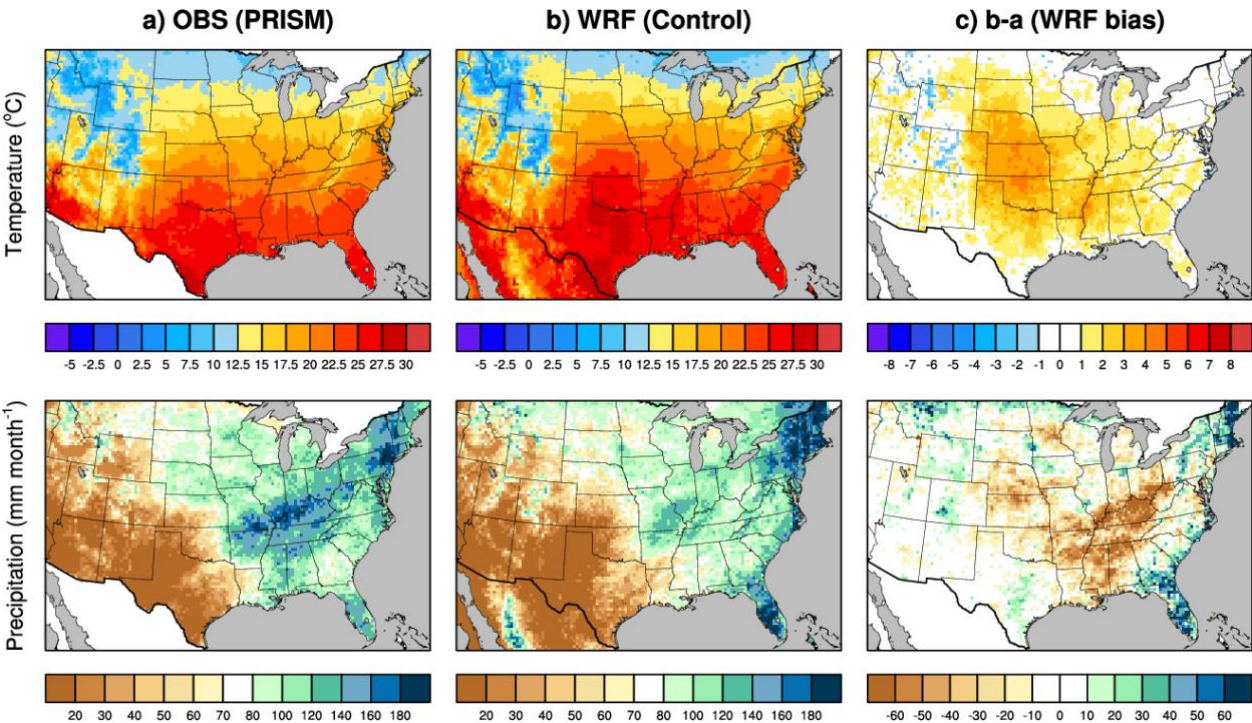 a) OBS (PRISM)
b) WRF (Control)
c) b-a (WRF bias)
Temperature (°C)
-5 -2.5 0 2.5 5 7.5 10 12.5 15 17.5 20 22.5 25 27.5 30
-5 -2.5 0 2.5 5 7.5 10 12.5 15 17.5 20 22.5 25 27.5 30
-8 -7 -6 -5 -4 -3 -2 -1 0 1 2 3 4 5 6 7 8
Precipitation (mm month⁻¹)
20 30 40 50 60 70 80 100 120 140 160 180
20 30 40 50 60 70 80 100 120 140 160 180
-60 -50 -40 -30 -20 -10 0 10 20 30 40 50 60